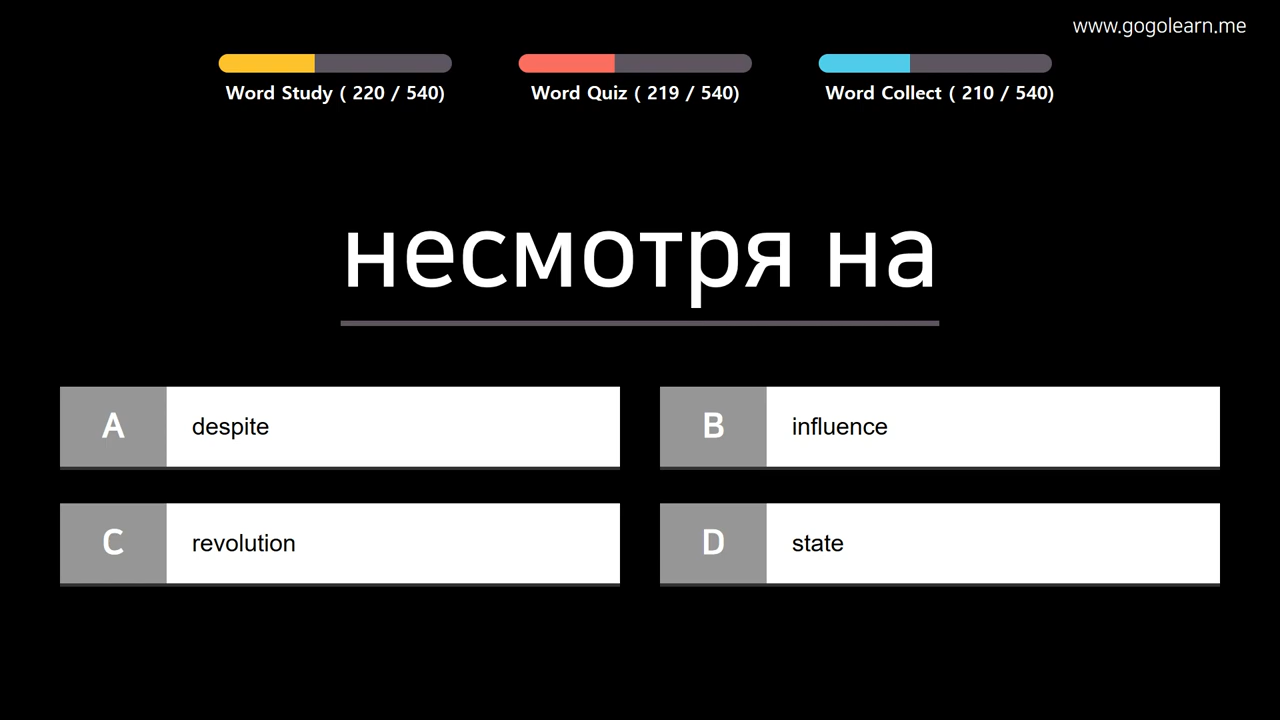 www.gogolearn.me
Word Study ( 220 / 540)
Word Quiz ( 219 / 540)
Word Collect ( 210 / 540)
несмотря на
A despite
B influence
C revolution
D state